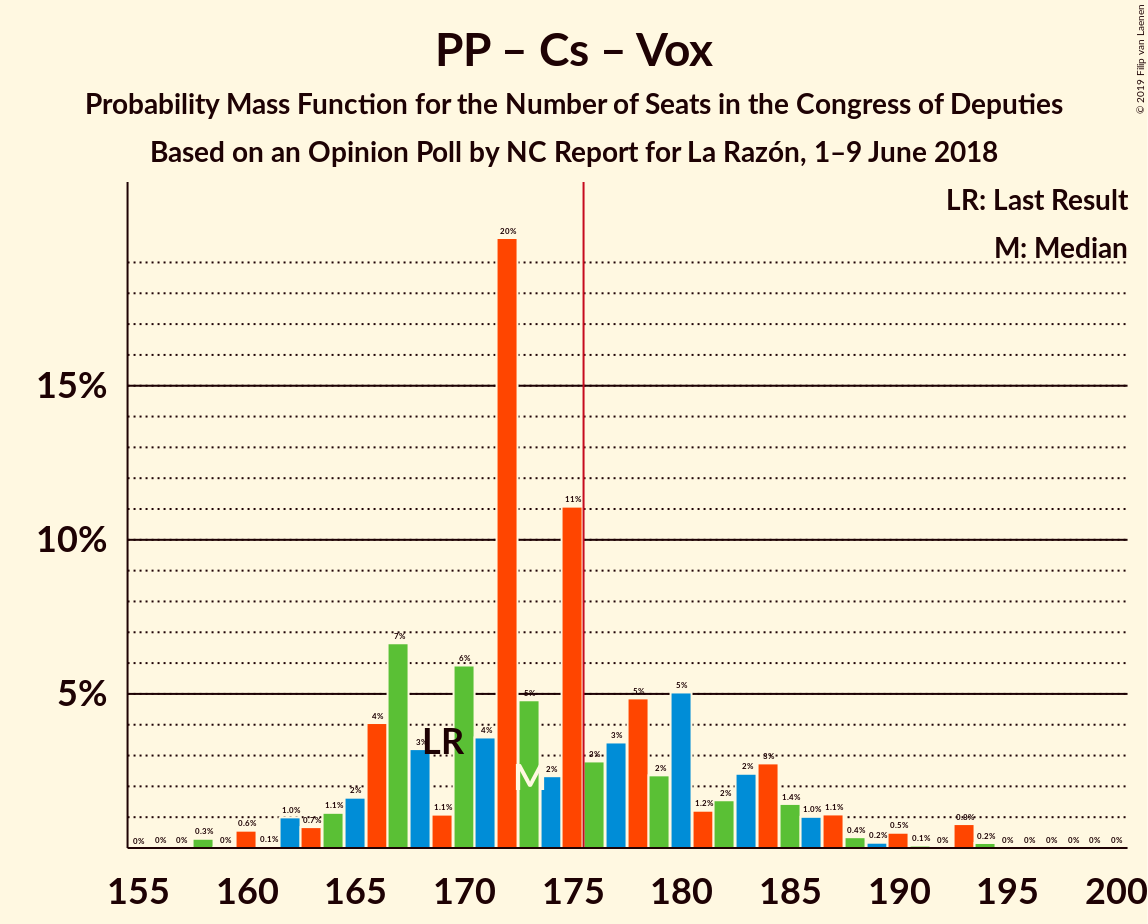 PP – Cs – Vox
Probability Mass Function for the Number of Seats in the Congress of Deputies
Based on an Opinion Poll by NC Report for La Razón, 1–9 June 2018
© 2019 Filip van Laenen
LR: Last Result
M: Median
15%
10%
5%
0% 0% 0% 0.3% 0% 0.6% 0.1% 1.0% 0.7% 1.1% 2% 4% 7% 3% 1.1% 6% 4% 20% 5% 2% 11% 3% 3% 5% 2% 5% 1.2% 2% 2% 3% 1.4% 1.0% 1.1% 0.4% 0.2% 0.5% 0.1% 0% 0.8% 0.2% 0% 0% 0% 0% 0% 0%
LR
M
155 160 165 170 175 180 185 190 195 200